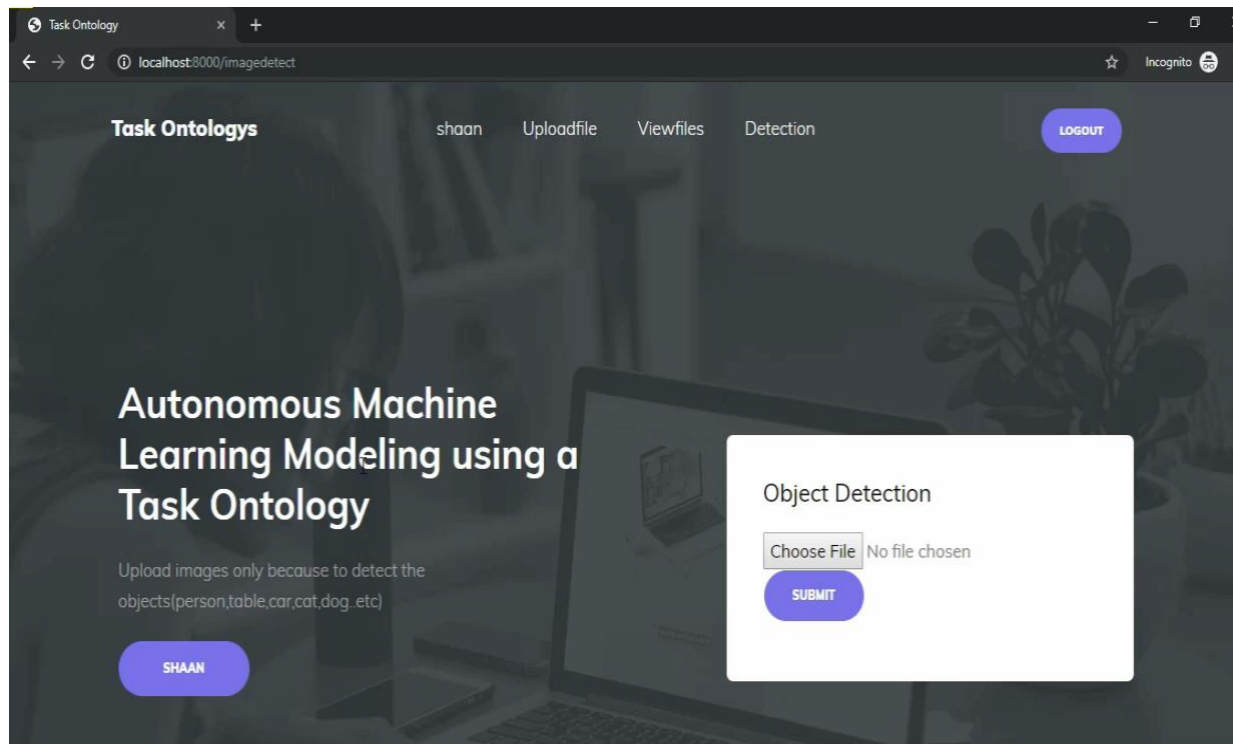 Task Ontology
localhost:8000/imagedetect
Incognito
Task Ontologys
shaan
Uploadfile
Viewfiles
Detection
LOGOUT
Autonomous Machine
Learning Modeling using a
Task Ontology
Upload images only because to detect the
objects(person,table,car,cat,dog..etc)
SHAAN
Object Detection
Choose File No file chosen
SUBMIT